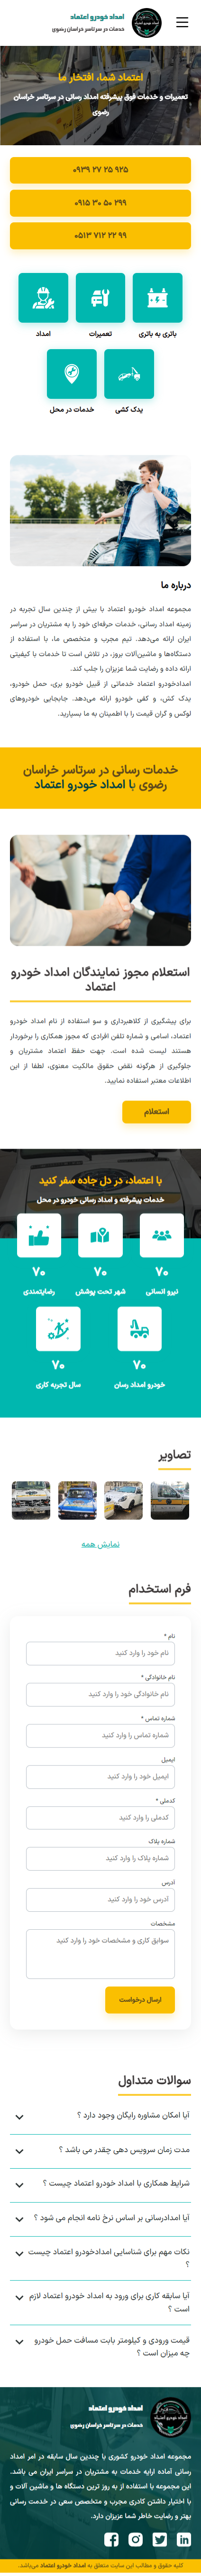 امداد خودرو اعتماد
خدمات در سرتاسر خراسان رضوی
اعتماد شما، افتخار ما
تعمیرات و خدمات فوق پیشرفته امداد رسانی در سرتاسر خراسان
رضوی
۰۹۳۹ ۲۷ ۲۵ ۹۲۵
۰۹۱۵ ۳۰ ۵۰ ۲۹۹
۰۵۱۳ ۷۱۲ ۲۲ ۹۹
باتری به باتری
تعمیرات
امداد
یدک کشی
خدمات در محل
درباره ما
مجموعه امداد خودرو اعتماد با بیش از چندین سال تجربه در
زمینه امداد رسانی، خدمات حرفه‌ای خود را به مشتریان در سراسر
ایران ارائه می‌دهد. تیم مجرب و متخصص ما، با استفاده از
دستگاه‌ها و ماشین‌آلات بروز، در تلاش است تا خدمات با کیفیتی
ارائه داده و رضایت شما عزیزان را جلب کند.
امدادخودرو اعتماد خدماتی از قبیل خودرو بری، حمل خودرو،
یدک کش، و کفی خودرو ارائه می‌دهد. جابجایی خودروهای
لوکس و گران قیمت را با اطمینان به ما بسپارید.
خدمات رسانی در سرتاسر خراسان
رضوی با امداد خودرو اعتماد
استعلام مجوز نمایندگان امداد خودرو
اعتماد
برای پیشگیری از کلاهبرداری و سو استفاده از نام امداد خودرو
اعتماد، اسامی و شماره تلفن افرادی که مجوز همکاری را برخوردار
هستند لیست شده است. جهت حفظ اعتماد مشتریان و
جلوگیری از هرگونه نقض حقوق مالکیت معنوی، لطفا از این
اطلاعات معتبر استفاده نمایید.
استعلام
با اعتماد، در دل جاده سفر کنید
خدمات پیشرفته و امداد رسانی خودرو در محل
۷۰
نیرو انسانی
۷۰
شهر تحت پوشش
۷۰
رضایتمندی
۷۰
خودرو امداد رسان
۷۰
سال تجربه کاری
تصاویر
نمایش همه
فرم استخدام
نام *
نام خود را وارد کنید
نام خانوادگی *
نام خانوادگی خود را وارد کنید
شماره تماس *
شماره تماس را وارد کنید
ایمیل
ایمیل خود را وارد کنید
کدملی *
کدملی را وارد کنید
شماره پلاک
شماره پلاک را وارد کنید
آدرس
آدرس خود را وارد کنید
مشخصات
سوابق کاری و مشخصات خود را وارد کنید
ارسال درخواست
سوالات متداول
آیا امکان مشاوره رایگان وجود دارد ؟
مدت زمان سرویس دهی چقدر می باشد ؟
شرایط همکاری با امداد خودرو اعتماد چیست ؟
آیا امدادرسانی بر اساس نرخ نامه انجام می شود ؟
نکات مهم برای شناسایی امدادخودرو اعتماد چیست
؟
آیا سابقه کاری برای ورود به امداد خودرو اعتماد لازم
است ؟
قیمت ورودی و کیلومتر بابت مسافت حمل خودرو
چه میزان است ؟
امداد خودرو اعتماد
خدمات در سرتاسر خراسان رضوی
مجموعه امداد خودرو کشوری با چندین سال سابقه در امر امداد
رسانی آماده ارایه خدمات به مشتریان در سراسر ایران می باشد.
این مجموعه با استفاده از به روز ترین دستگاه ها و ماشین آلات و
با اختیار داشتن کادری مجرب و متخصص سعی در خدمت رسانی
بهتر و رضایت خاطر شما عزیزان دارد.
کلیه حقوق و مطالب این سایت متعلق به امداد خودرو اعتماد می‌باشد.